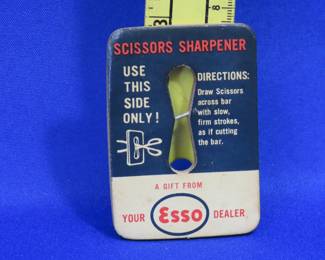 3
SCISSORS SHARPENER
USE
THIS
SIDE
ONLY!
DIRECTIONS:
Draw Scissors
across bar
with slow,
firm strokes,
as if cutting
the bar.
A GIFT FROM
YOUR Esso DEALER